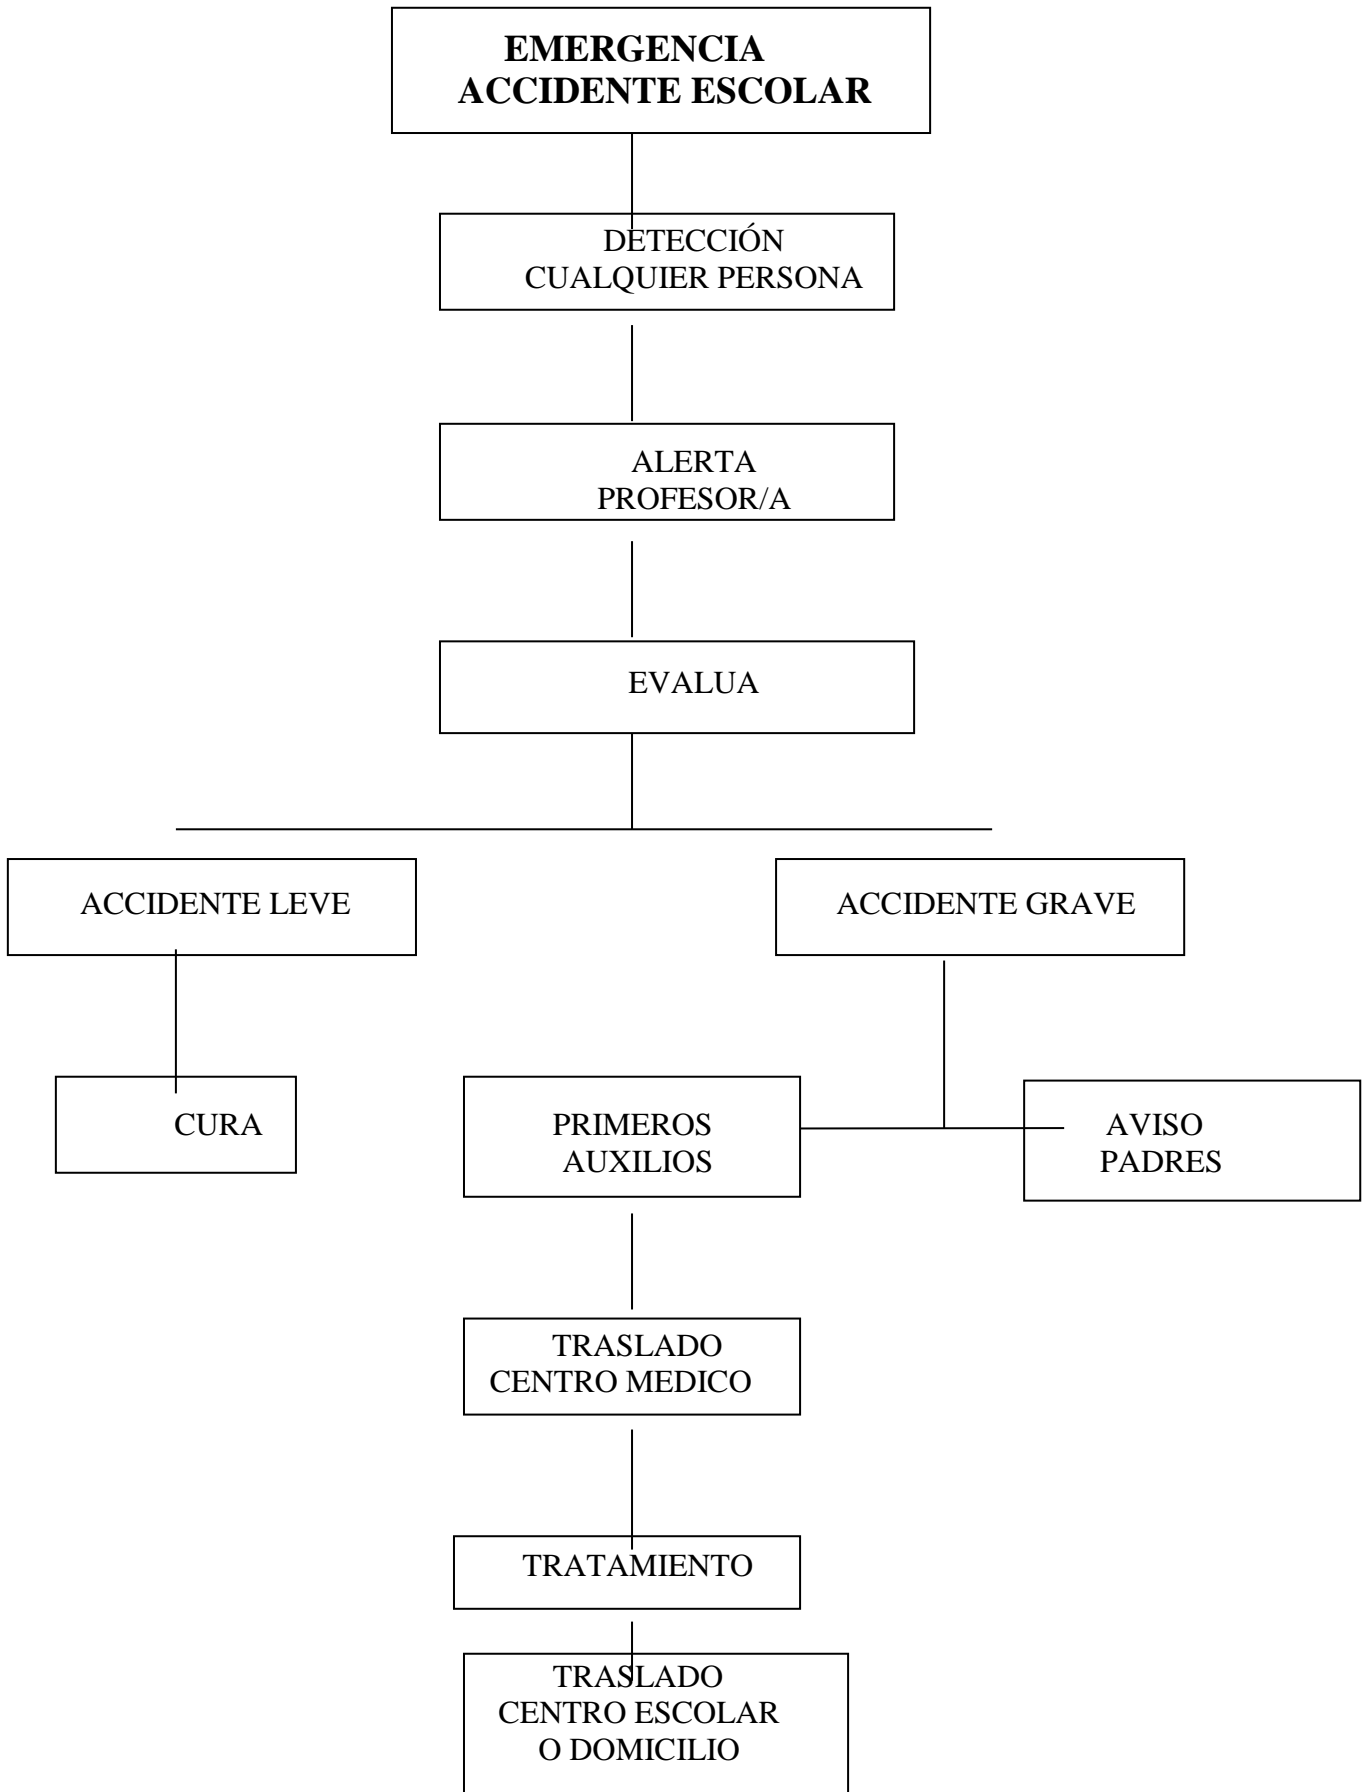 EMERGENCIA
ACCIDENTE ESCOLAR
DETECCIÓN
CUALQUIER PERSONA
ALERTA
PROFESOR/A
EVALUA
ACCIDENTE LEVE
ACCIDENTE GRAVE
CURA
PRIMEROS
AUXILIOS
AVISO
PADRES
TRASLADO
CENTRO MEDICO
TRATAMIENTO
TRASLADO
CENTRO ESCOLAR
O DOMICILIO